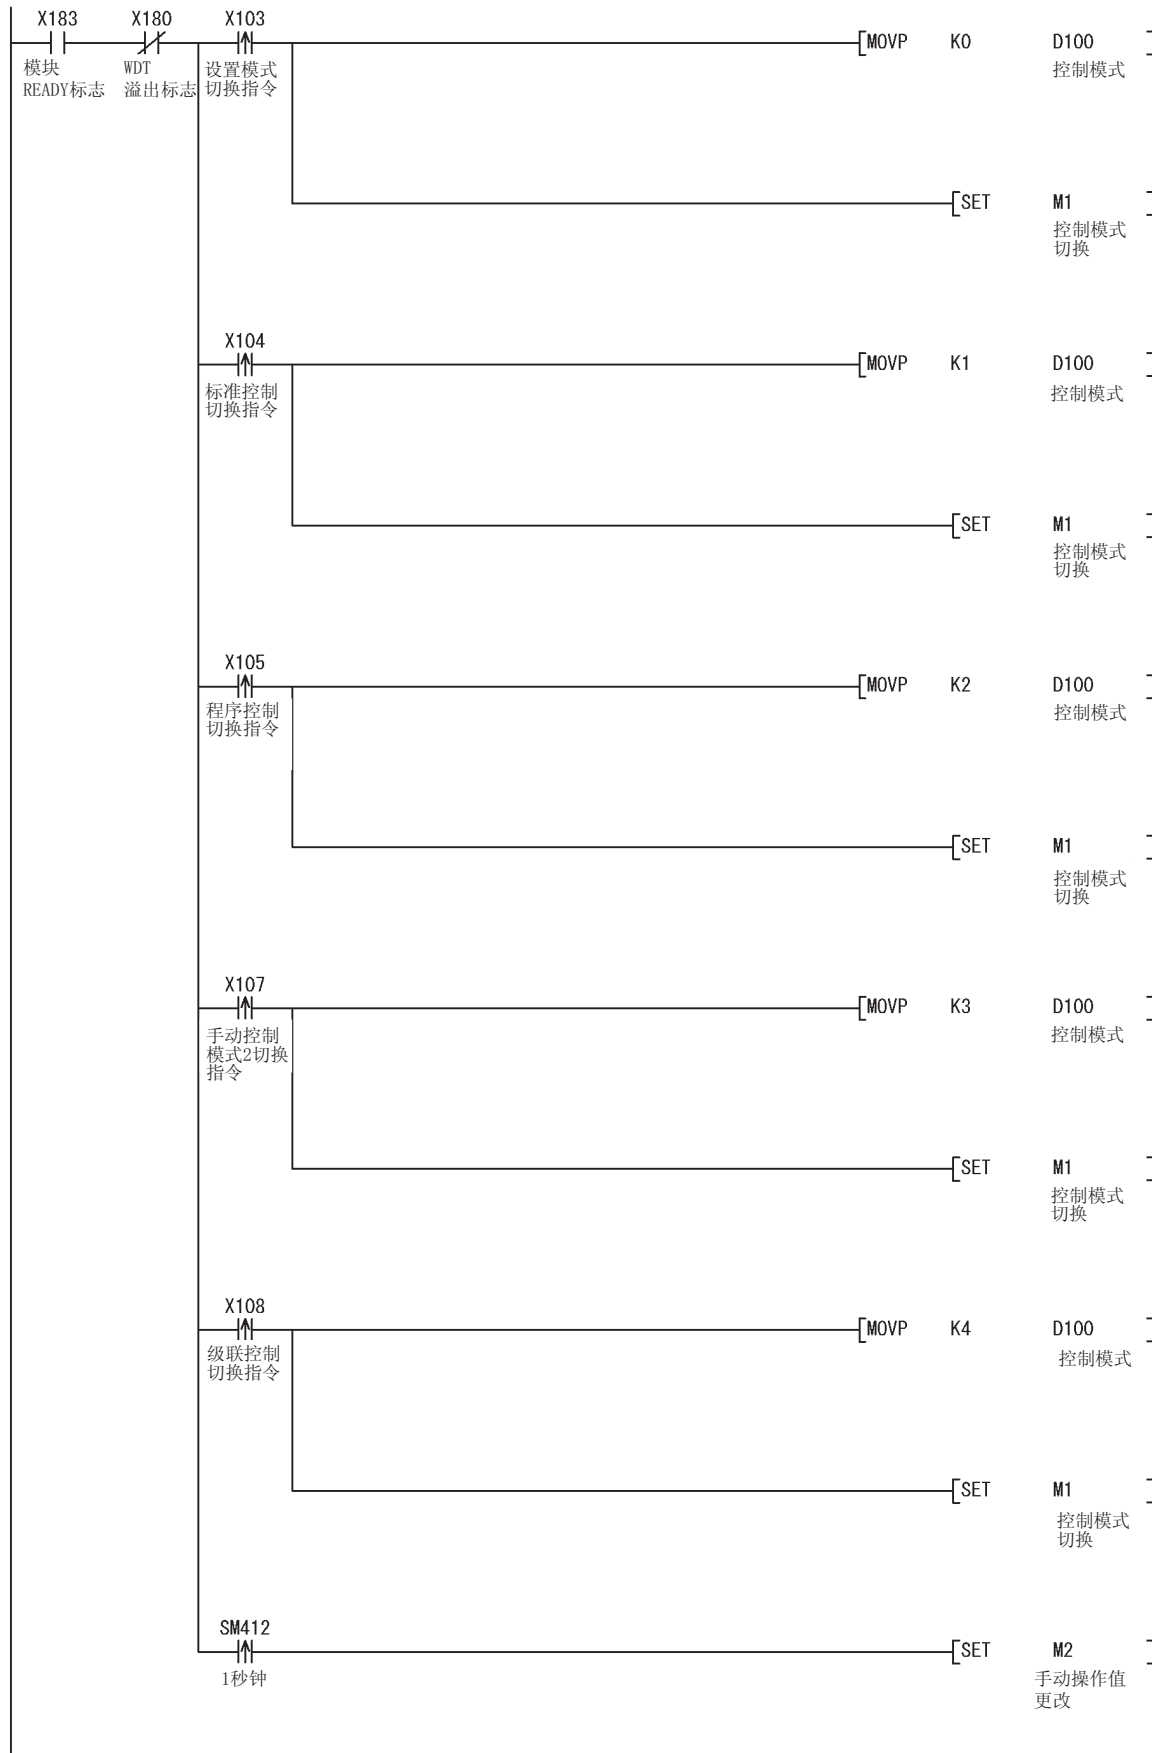 X183 X180 X103
MOVP K0 D100
模块 WDT 设置模式 控制模式
READY标志 溢出标志 切换指令
SET M1
控制模式
切换
X104
MOVP K1 D100
标准控制 控制模式
切换指令
SET M1
控制模式
切换
X105
MOVP K2 D100
程序控制 控制模式
切换指令
SET M1
控制模式
切换
X107
MOVP K3 D100
手动控制 控制模式
模式2切换
指令
SET M1
控制模式
切换
X108
MOVP K4 D100
级联控制 控制模式
切换指令
SET M1
控制模式
切换
SM412
SET M2
1秒钟 手动操作值
更改